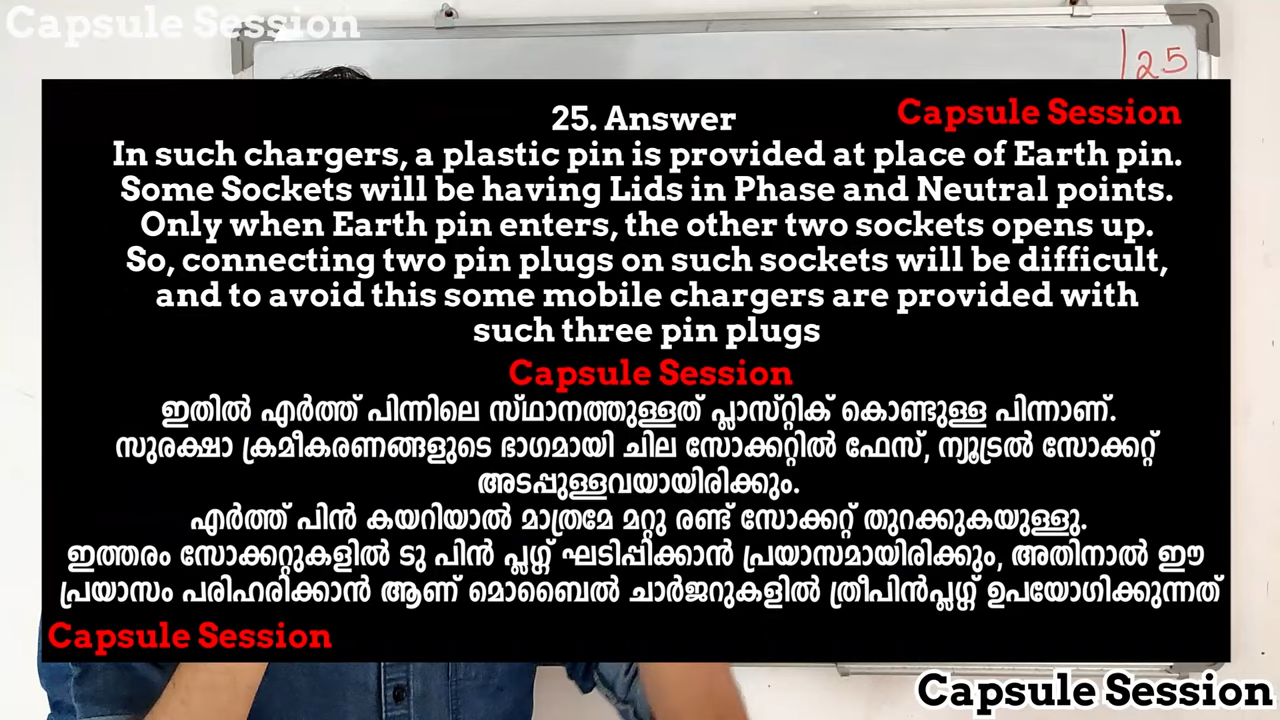 Capsule Session
25
25. Answer
Capsule Session
In such chargers, a plastic pin is provided at place of Earth pin.
Some Sockets will be having Lids in Phase and Neutral points.
Only when Earth pin enters, the other two sockets opens up.
So, connecting two pin plugs on such sockets will be difficult,
and to avoid this some mobile chargers are provided with
such three pin plugs
Capsule Session
ഇതിൽ എർത്ത് പിന്നിലെ സ്ഥാനത്തുള്ളത് പ്ലാസ്റ്റിക് കൊണ്ടുള്ള പിന്നാണ്.
സുരക്ഷാ ക്രമീകരണങ്ങളുടെ ഭാഗമായി ചില സോക്കറ്റിൽ ഫേസ്, ന്യൂട്രൽ സോക്കറ്റ്
അടപ്പുള്ളവയായിരിക്കും.
എർത്ത് പിൻ കയറിയാൽ മാത്രമേ മറ്റു രണ്ട് സോക്കറ്റ് തുറക്കുകയുള്ളു.
ഇത്തരം സോക്കറ്റുകളിൽ ടു പിൻ പ്ലഗ്ഗ് ഘടിപ്പിക്കാൻ പ്രയാസമായിരിക്കും, അതിനാൽ ഈ
പ്രയാസം പരിഹരിക്കാൻ ആണ് മൊബൈൽ ചാർജറുകളിൽ ത്രീപിൻപ്ലഗ്ഗ് ഉപയോഗിക്കുന്നത്
Capsule Session
Capsule Session